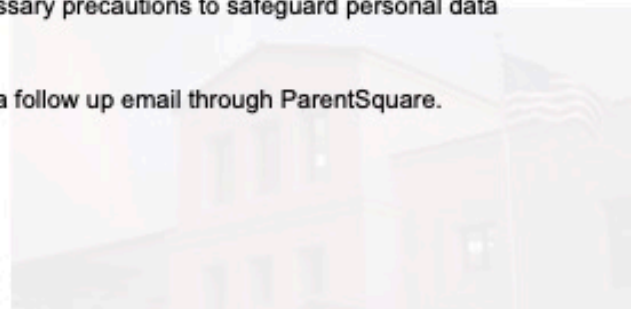 ssary precautions to safeguard personal data
a follow up email through ParentSquare.